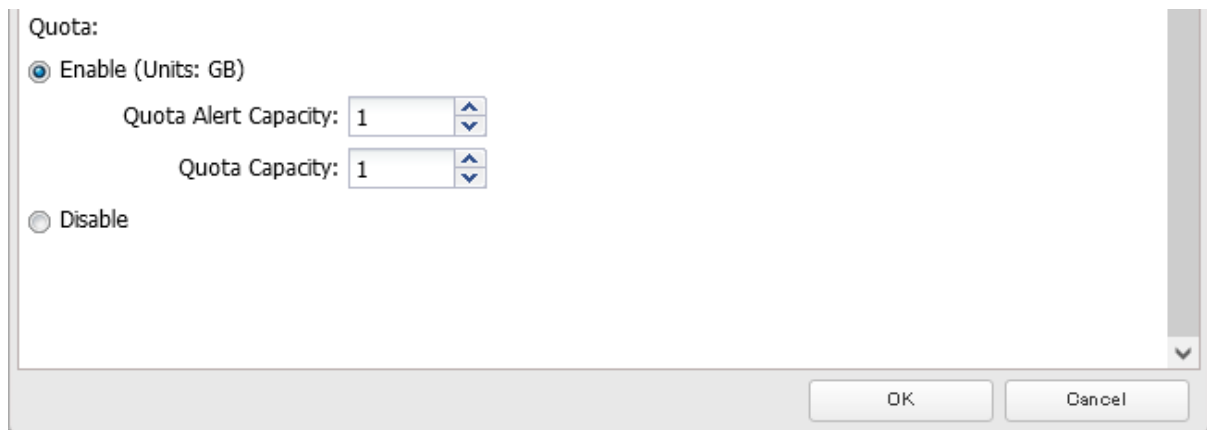 Quota:
Enable (Units: GB)
Quota Alert Capacity: 1
Quota Capacity: 1
Disable
OK Cancel